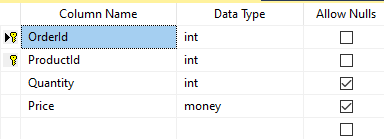 Column Name Data Type Allow Nulls
OrderId int
ProductId int
Quantity int
Price money